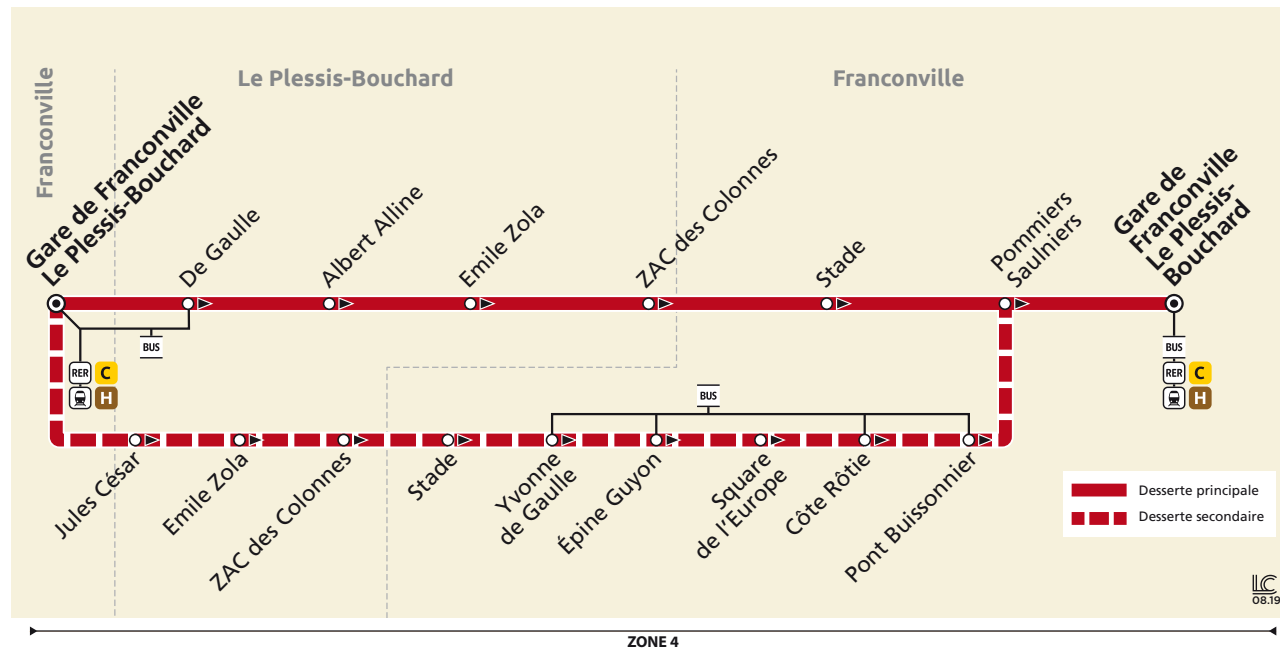 Franconville
Le Plessis-Bouchard
Franconville
Gare de Franconville
Le Plessis-Bouchard
De Gaulle
Albert Alline
Emile Zola
ZAC des Colonnes
Stade
Pommiers
Saulniers
Gare de
Franconville
Le Plessis-
Bouchard
BUS
RER C
H
BUS
RER C
H
BUS
Jules César
Emile Zola
ZAC des Colonnes
Stade
Yvonne
de Gaulle
Épine Guyon
Square
de l'Europe
Côte Rôtie
Pont Buissonnier
Desserte principale
Desserte secondaire
LC
08.19
ZONE 4